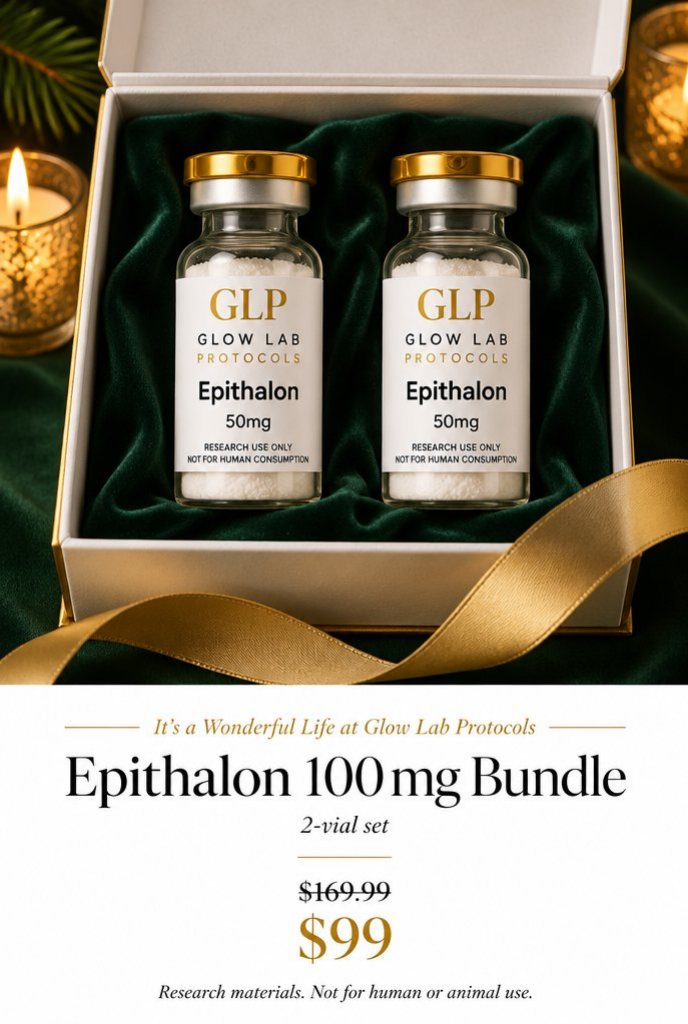 GLP
GLOW LAB
PROTOCOLS
Epithalon
50mg
RESEARCH USE ONLY
NOT FOR HUMAN CONSUMPTION
GLP
GLOW LAB
PROTOCOLS
Epithalon
50mg
RESEARCH USE ONLY
NOT FOR HUMAN CONSUMPTION
It's a Wonderful Life at Glow Lab Protocols
Epithalon 100 mg Bundle
2-vial set
$169.99
$99
Research materials. Not for human or animal use.